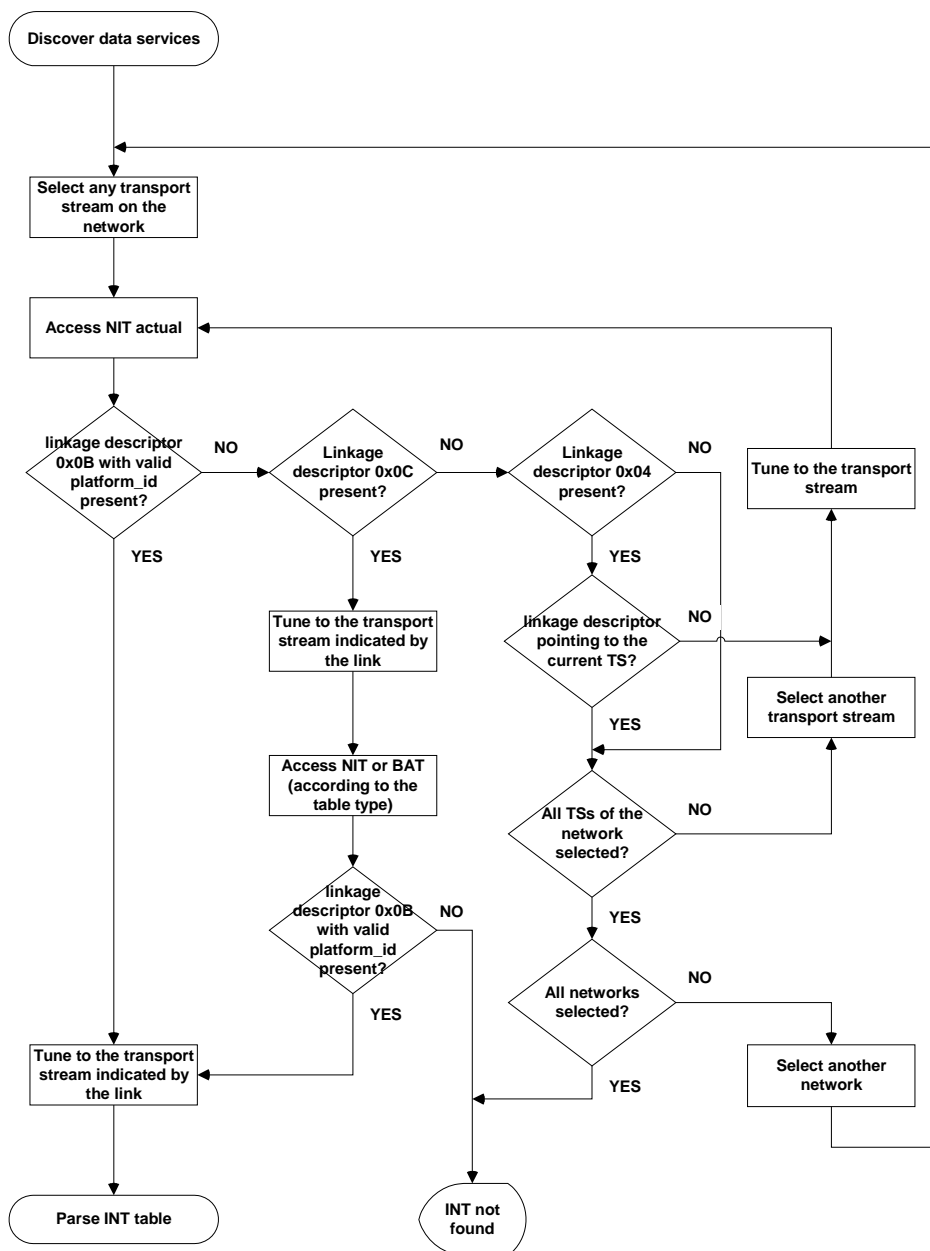 Discover data services
Select any transport
stream on the
network
Access NIT actual
linkage descriptor
0x0B with valid
platform_id
present?
NO
Linkage
descriptor 0x0C
present?
NO
Linkage
descriptor 0x04
present?
NO
Tune to the transport
stream
YES
YES
YES
Tune to the transport
stream indicated by
the link
linkage descriptor
pointing to the
current TS?
NO
Select another
transport stream
YES
Access NIT or BAT
(according to the
table type)
All TSs of the
network
selected?
NO
linkage
descriptor 0x0B
with valid
platform_id
present?
NO
YES
YES
All networks
selected?
NO
Tune to the transport
stream indicated by
the link
Select another
network
YES
Parse INT table
INT not
found